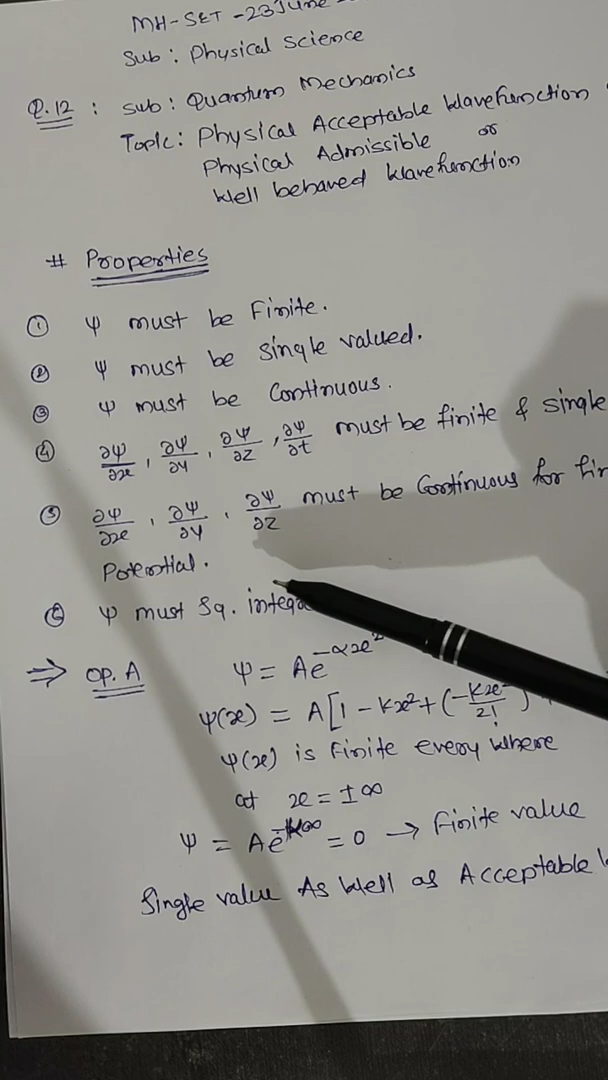 MH-SET -23 June
Sub : Physical Science
Q.12 : Sub : Quantum Mechanics
Topic: Physical Acceptable Wavefunction
or
Physical Admissible
Well behaved Wavefunction
# Properties
① ψ must be Finite.
② ψ must be Single valued.
③ ψ must be Continuous.
④ ∂ψ/∂x , ∂ψ/∂y , ∂ψ/∂z , ∂ψ/∂t must be finite & single
⑤ ∂ψ/∂x , ∂ψ/∂y , ∂ψ/∂z must be Continuous for
Potential.
⑥ ψ must Sq.
⇒ OP. A ψ = Ae^-αx²
ψ(x) = A[1 - Kx² + (-Kx²/2!)
ψ(x) is Finite every where
at x = ±∞
ψ = Ae^-∞ = 0 → Finite value
Single value As Well as Acceptable